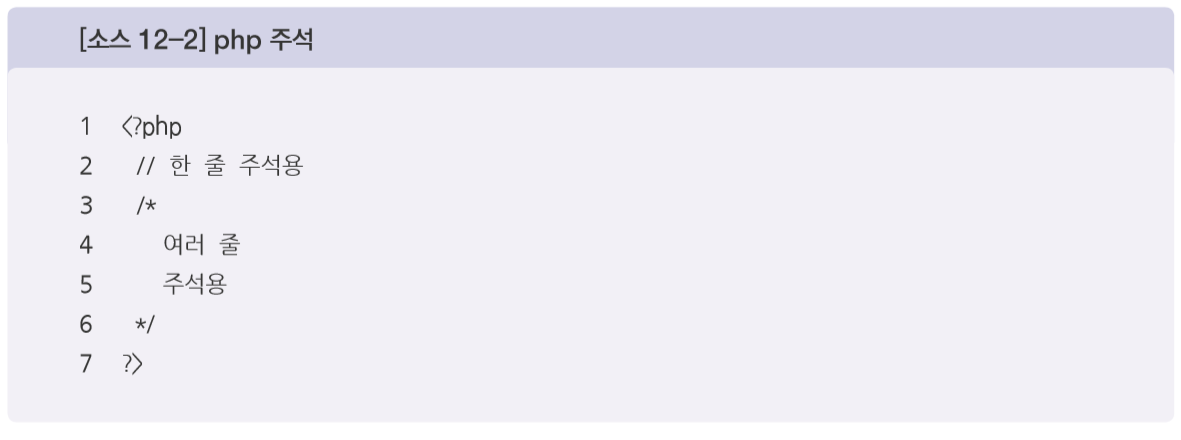 [소스 12-2] php 주석
1 <?php
2 // 한 줄 주석용
3 /*
4 여러 줄
5 주석용
6 */
7 ?>